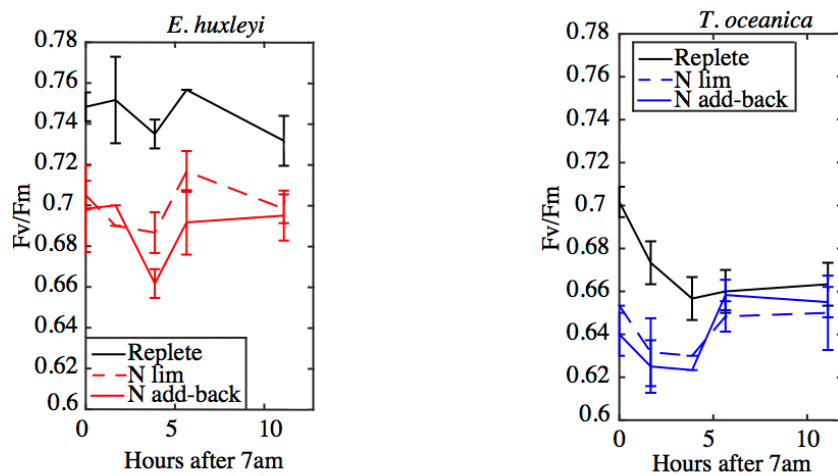 E. huxleyi
0.78
0.76
0.74
0.72
0.7
0.68
0.66
0.64
0.62
0.6
Fv/Fm
Replete
N lim
N add-back
0 5 10
Hours after 7am
T. oceanica
0.78
0.76
0.74
0.72
0.7
0.68
0.66
0.64
0.62
0.6
Fv/Fm
Replete
N lim
N add-back
0 5 10
Hours after 7am